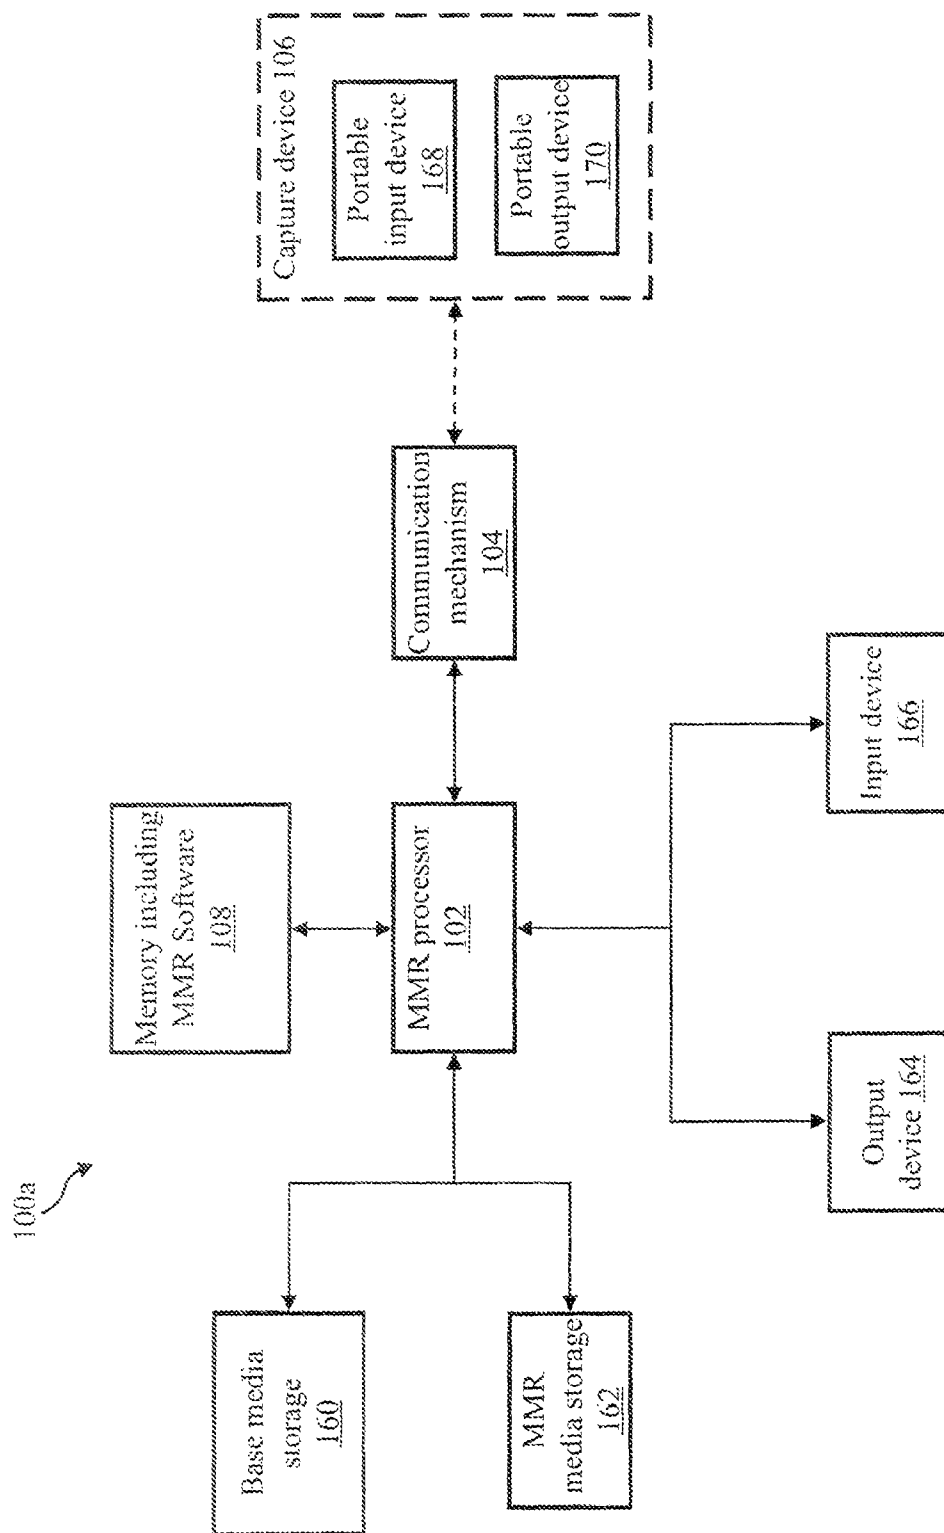 100a
Base media
storage
160
MMR
media storage
162
Memory including
MMR Software
108
MMR processor
102
Output
device 164
Input device
166
Communication
mechanism
104
Capture device 106
Portable
input device
168
Portable
output device
170